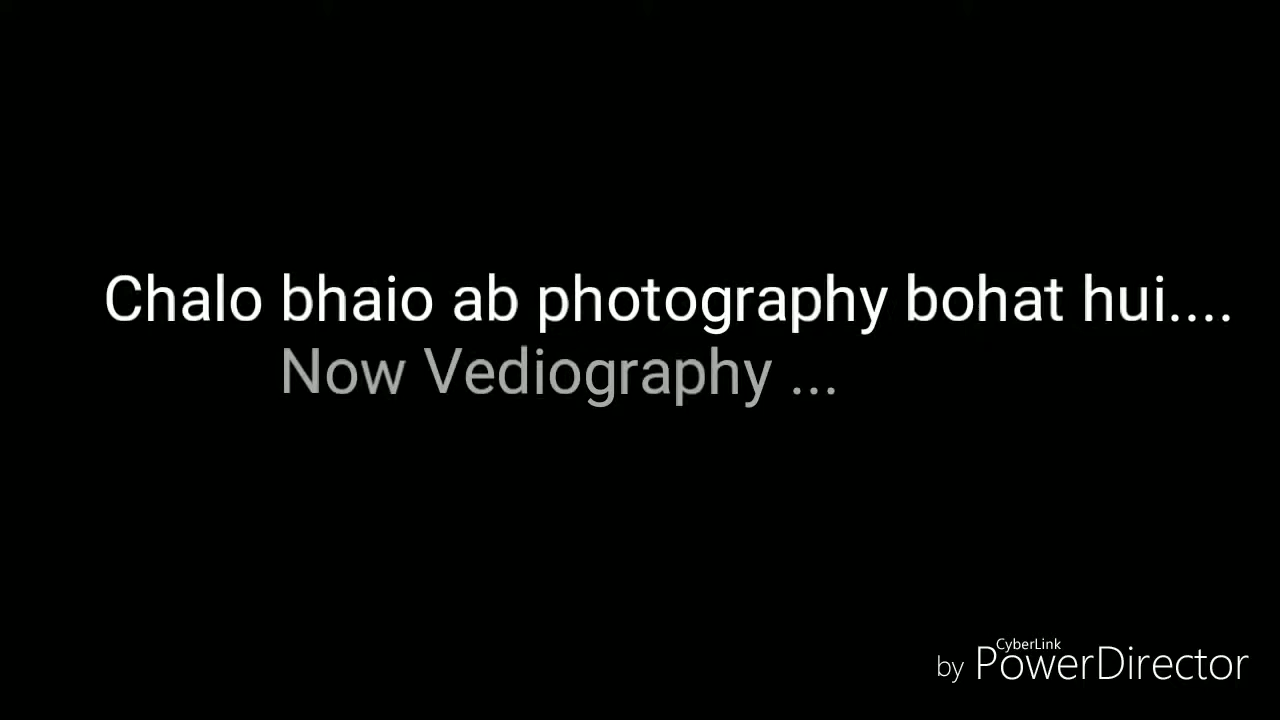 Chalo bhaio ab photography bohat hui....
Now Vediography ...
CyberLink
by PowerDirector